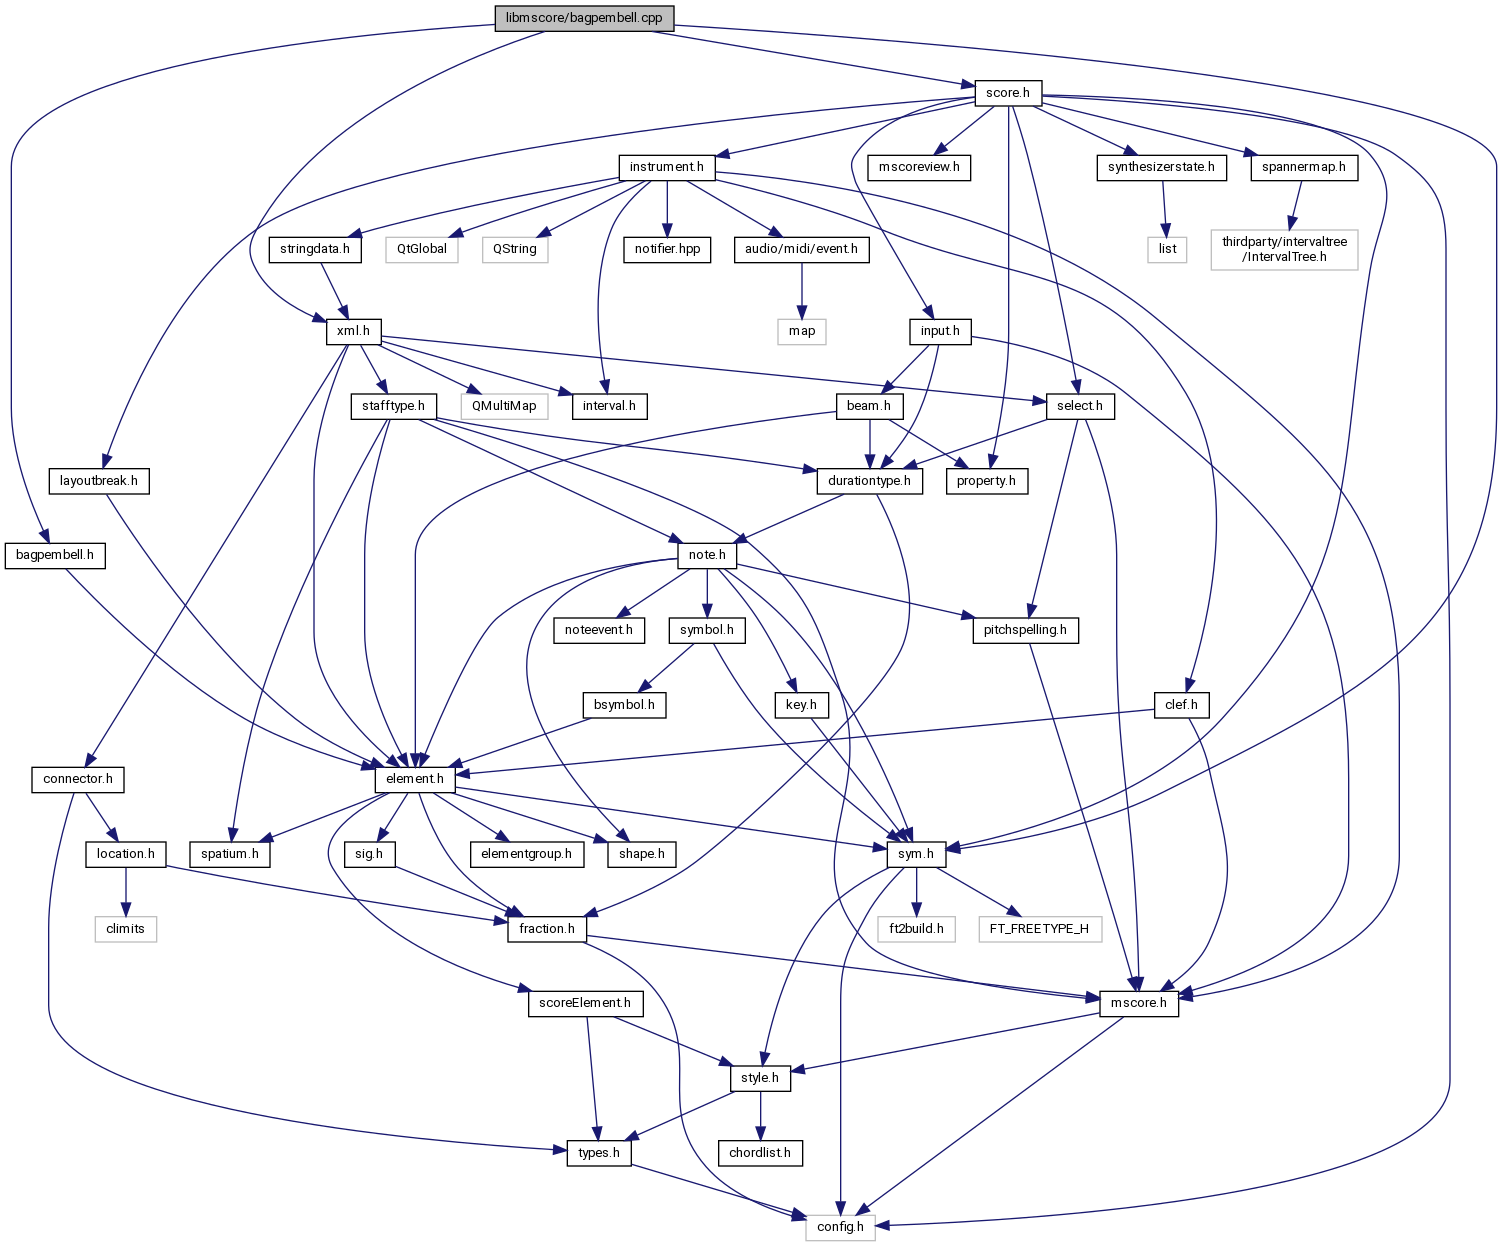 libmscore/bagpembell.cpp
score.h
instrument.h
mscoreview.h
synthesizerstate.h
spannermap.h
stringdata.h
QtGlobal
QString
notifier.hpp
audio/midi/event.h
list
thirdparty/intervaltree
/IntervalTree.h
xml.h
map
input.h
stafftype.h
QMultiMap
interval.h
beam.h
select.h
layoutbreak.h
durationtype.h
property.h
bagpembell.h
note.h
noteevent.h
symbol.h
pitchspelling.h
bsymbol.h
key.h
clef.h
connector.h
element.h
location.h
spatium.h
sig.h
elementgroup.h
shape.h
sym.h
climits
fraction.h
ft2build.h
FT_FREETYPE_H
scoreElement.h
mscore.h
style.h
types.h
chordlist.h
config.h